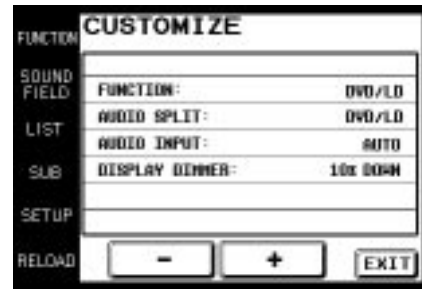 CUSTOMIZE
FUNCTION
SOUND
FIELD
LIST
SUB
SETUP
RELOAD
FUNCTION: DVD/LD
AUDIO SPLIT: DVD/LD
AUDIO INPUT: AUTO
DISPLAY DIMMER: 10% DOWN
- +
EXIT